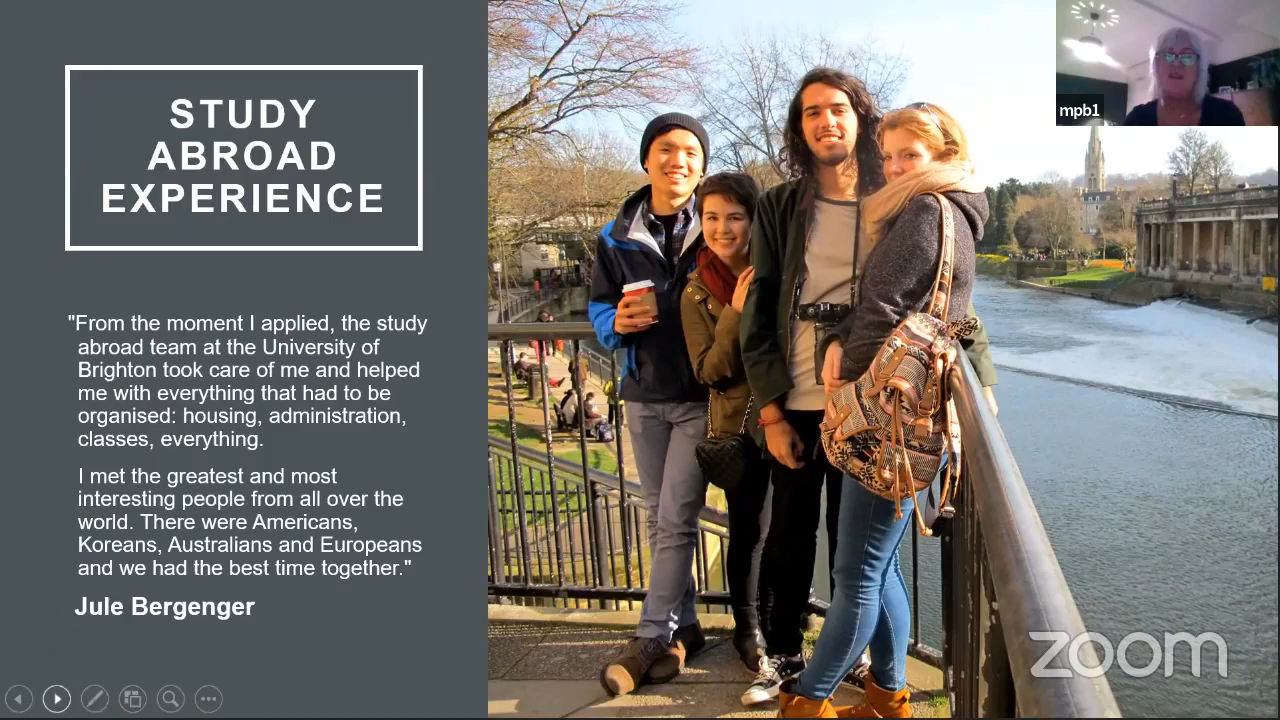 STUDY
ABROAD
EXPERIENCE
"From the moment I applied, the study
abroad team at the University of
Brighton took care of me and helped
me with everything that had to be
organised: housing, administration,
classes, everything.
I met the greatest and most
interesting people from all over the
world. There were Americans,
Koreans, Australians and Europeans
and we had the best time together."
Jule Bergenger
mpb1
zoom